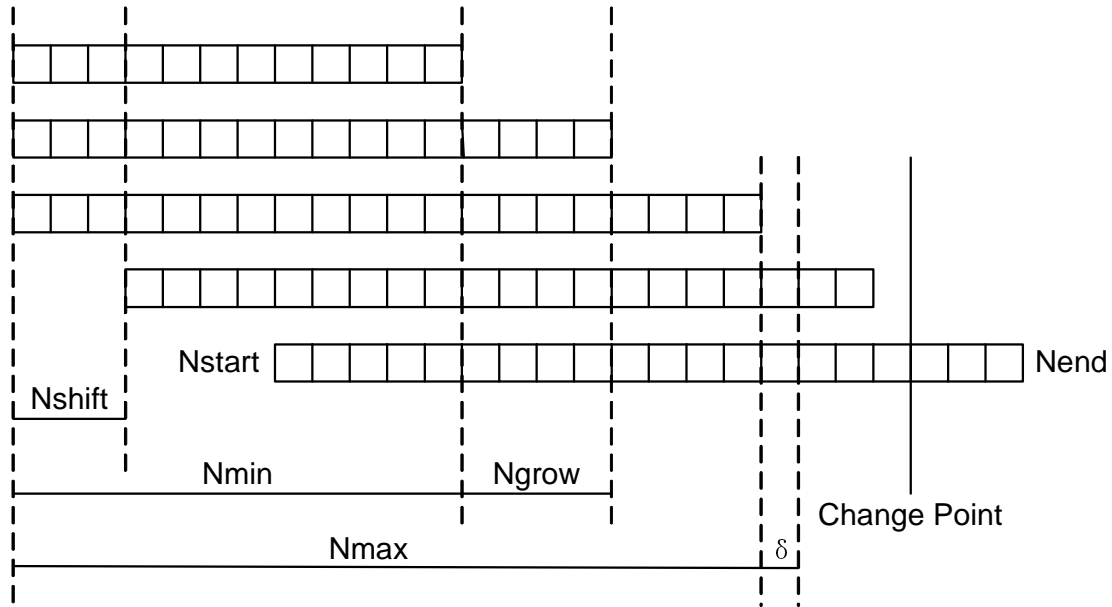 Nstart
Nend
Nshift
Nmin
Ngrow
Change Point
Nmax
δ